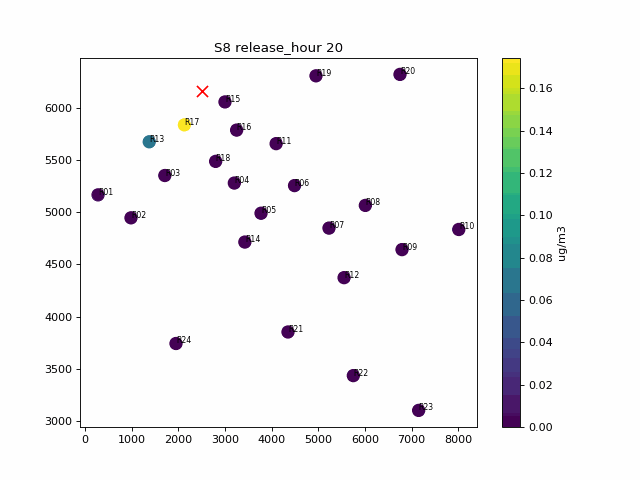 S8 release_hour 20
R19
R20
R15
R17
R16
R13
R11
R18
R03
R04
R06
R01
R08
R02
R05
R07
R10
R14
R09
R12
R21
R24
R22
R23
6000
5500
5000
4500
4000
3500
3000
0
1000
2000
3000
4000
5000
6000
7000
8000
0.16
0.14
0.12
0.10
0.08
0.06
0.04
0.02
0.00
ug/m3